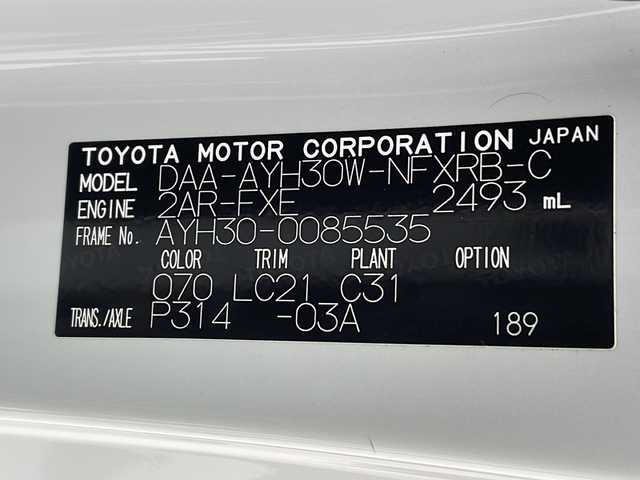 TOYOTA MOTOR CORPORATION JAPAN
MODEL DAA-AYH30W-NFXRB-C
ENGINE 2AR-FXE 2493 mL
FRAME No. AYH30-0085535
COLOR TRIM PLANT OPTION
070 LC21 C31
TRANS./AXLE P314 -03A 189